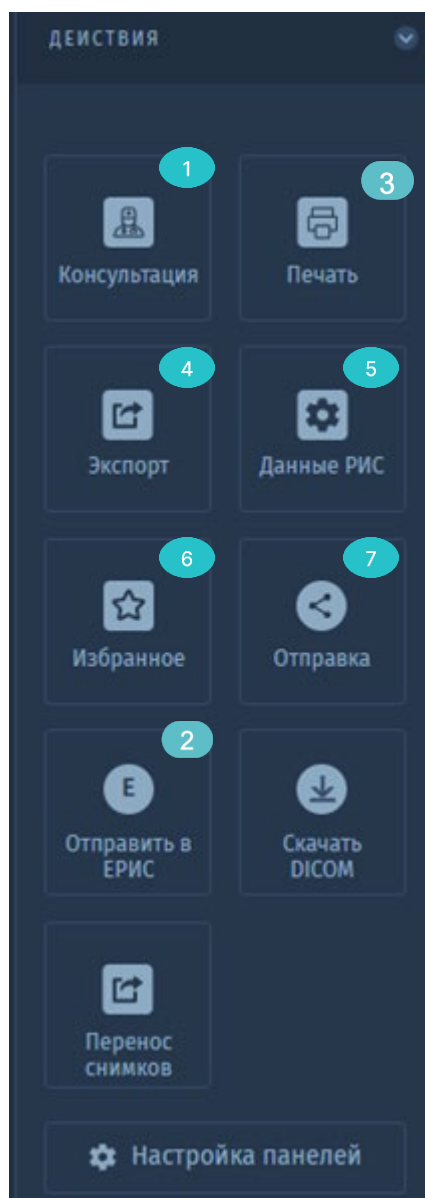 ДЕЙСТВИЯ
1
3
Консультация
Печать
4
5
Экспорт
Данные РИС
6
7
Избранное
Отправка
2
E
Отправить в
ЕРИС
Скачать
DICOM
Перенос
снимков
Настройка панелей